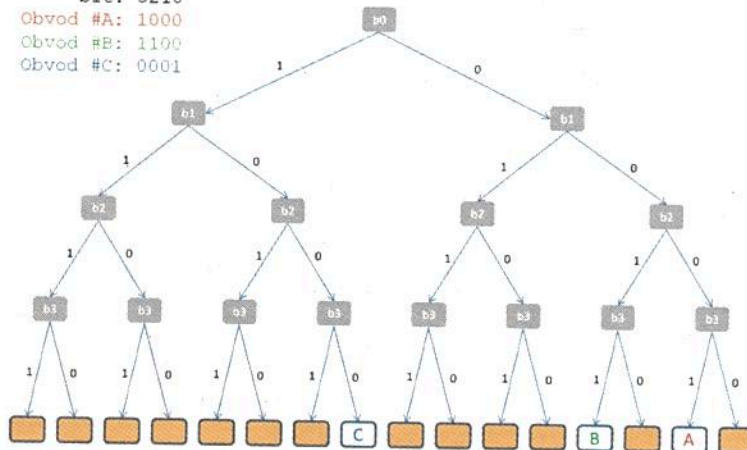 bit: 3210
Obvod #A: 1000
Obvod #B: 1100
Obvod #C: 0001
b0
1 0
b1 b1
1 0 1 0
b2 b2 b2 b2
1 0 1 0 1 0 1 0
b3 b3 b3 b3 b3 b3 b3 b3
1 0 1 0 1 0 1 0 1 0 1 0 1 0 1 0
C B A